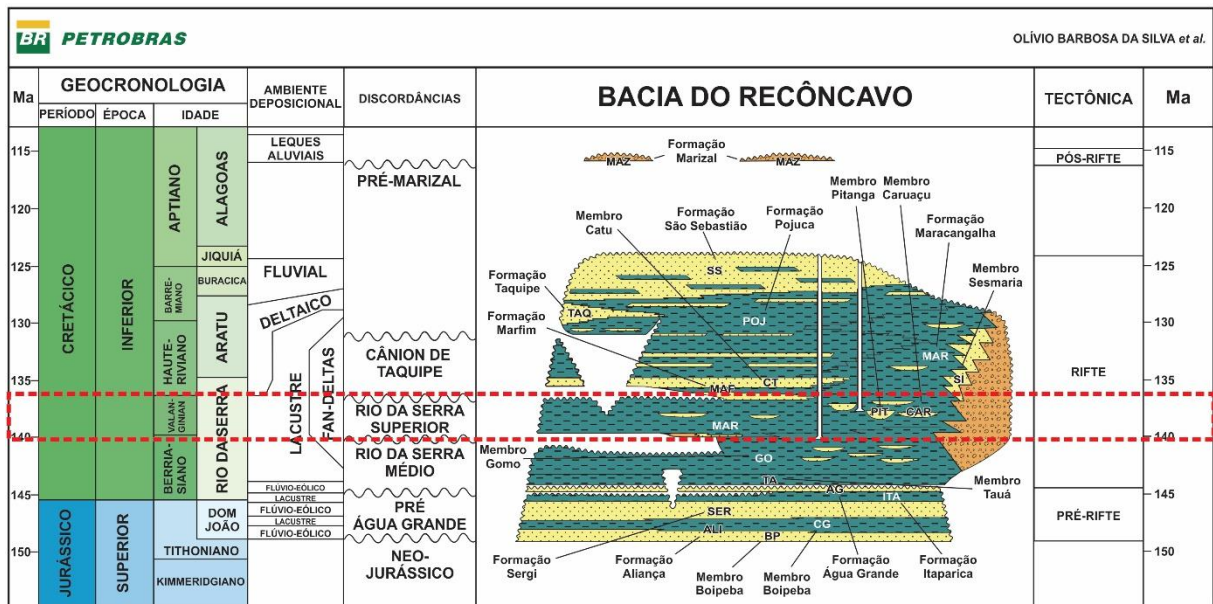 BR PETROBRAS
OLÍVIO BARBOSA DA SILVA et al.
Ma
GEOCRONOLOGIA
PERÍODO
ÉPOCA
IDADE
AMBIENTE
DEPOSICIONAL
DISCORDÂNCIAS
BACIA DO RECÔNCAVO
TECTÔNICA
Ma
115
120
125
130
135
140
145
150
CRETÁCICO
JURÁSSICO
INFERIOR
SUPERIOR
APTIANO
BARRE-
MIANO
HAUTE-
RIVIANO
VALAN-
GINIAN
BERRIA-
SIANO
TITHONIANO
KIMMERIDGIANO
ALAGOAS
JIQUIÁ
BURACICA
ARATU
RIO DA SERRA
DOM
JOÃO
LEQUES
ALUVIAIS
FLUVIAL
DELTAICO
LACUSTRE
FAN-DELTAS
FLÚVIO-EÓLICO
LACUSTRE
FLÚVIO-EÓLICO
LACUSTRE
FLÚVIO-EÓLICO
PRÉ-MARIZAL
CÂNION DE
TAQUIPE
RIO DA SERRA
SUPERIOR
RIO DA SERRA
MÉDIO
PRÉ
ÁGUA GRANDE
NEO-
JURÁSSICO
Formação
Marizal
MAZ
MAZ
Membro
Pitanga
Membro
Caruaçu
Membro
Catu
Formação
São Sebastião
Formação
Pojuca
Formação
Maracangalha
Membro
Sesmaria
Formação
Taquipe
Formação
Marfim
SS
TAQ
POJ
MAR
SI
CT
MAF
PIT
CAR
MAR
Membro
Gomo
GO
TA
Membro
Tauá
AG
ITA
SER
CG
ALI
BP
Formação
Sergi
Formação
Aliança
Membro
Boipeba
Membro
Boipeba
Formação
Água Grande
Formação
Itaparica
PÓS-RIFTE
RIFTE
PRÉ-RIFTE
115
120
125
130
135
140
145
150